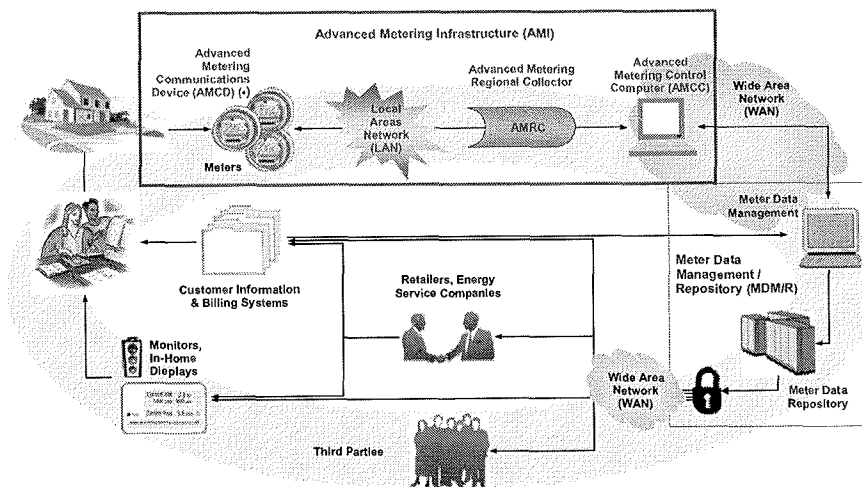 Advanced Metering Infrastructure (AMI)
Advanced
Metering
Communications
Device (AMCD) (•)
Meters
Local
Areas
Network
(LAN)
Advanced Metering
Regional Collector
AMRC
Advanced
Metering Control
Computer (AMCC)
Wide Area
Network
(WAN)
Meter Data
Management
Meter Data
Management /
Repository (MDM/R)
Customer Information
& Billing Systems
Retailers, Energy
Service Companies
Monitors,
In-Home
Displays
Wide Area
Network
(WAN)
Meter Data
Repository
Third Partiee